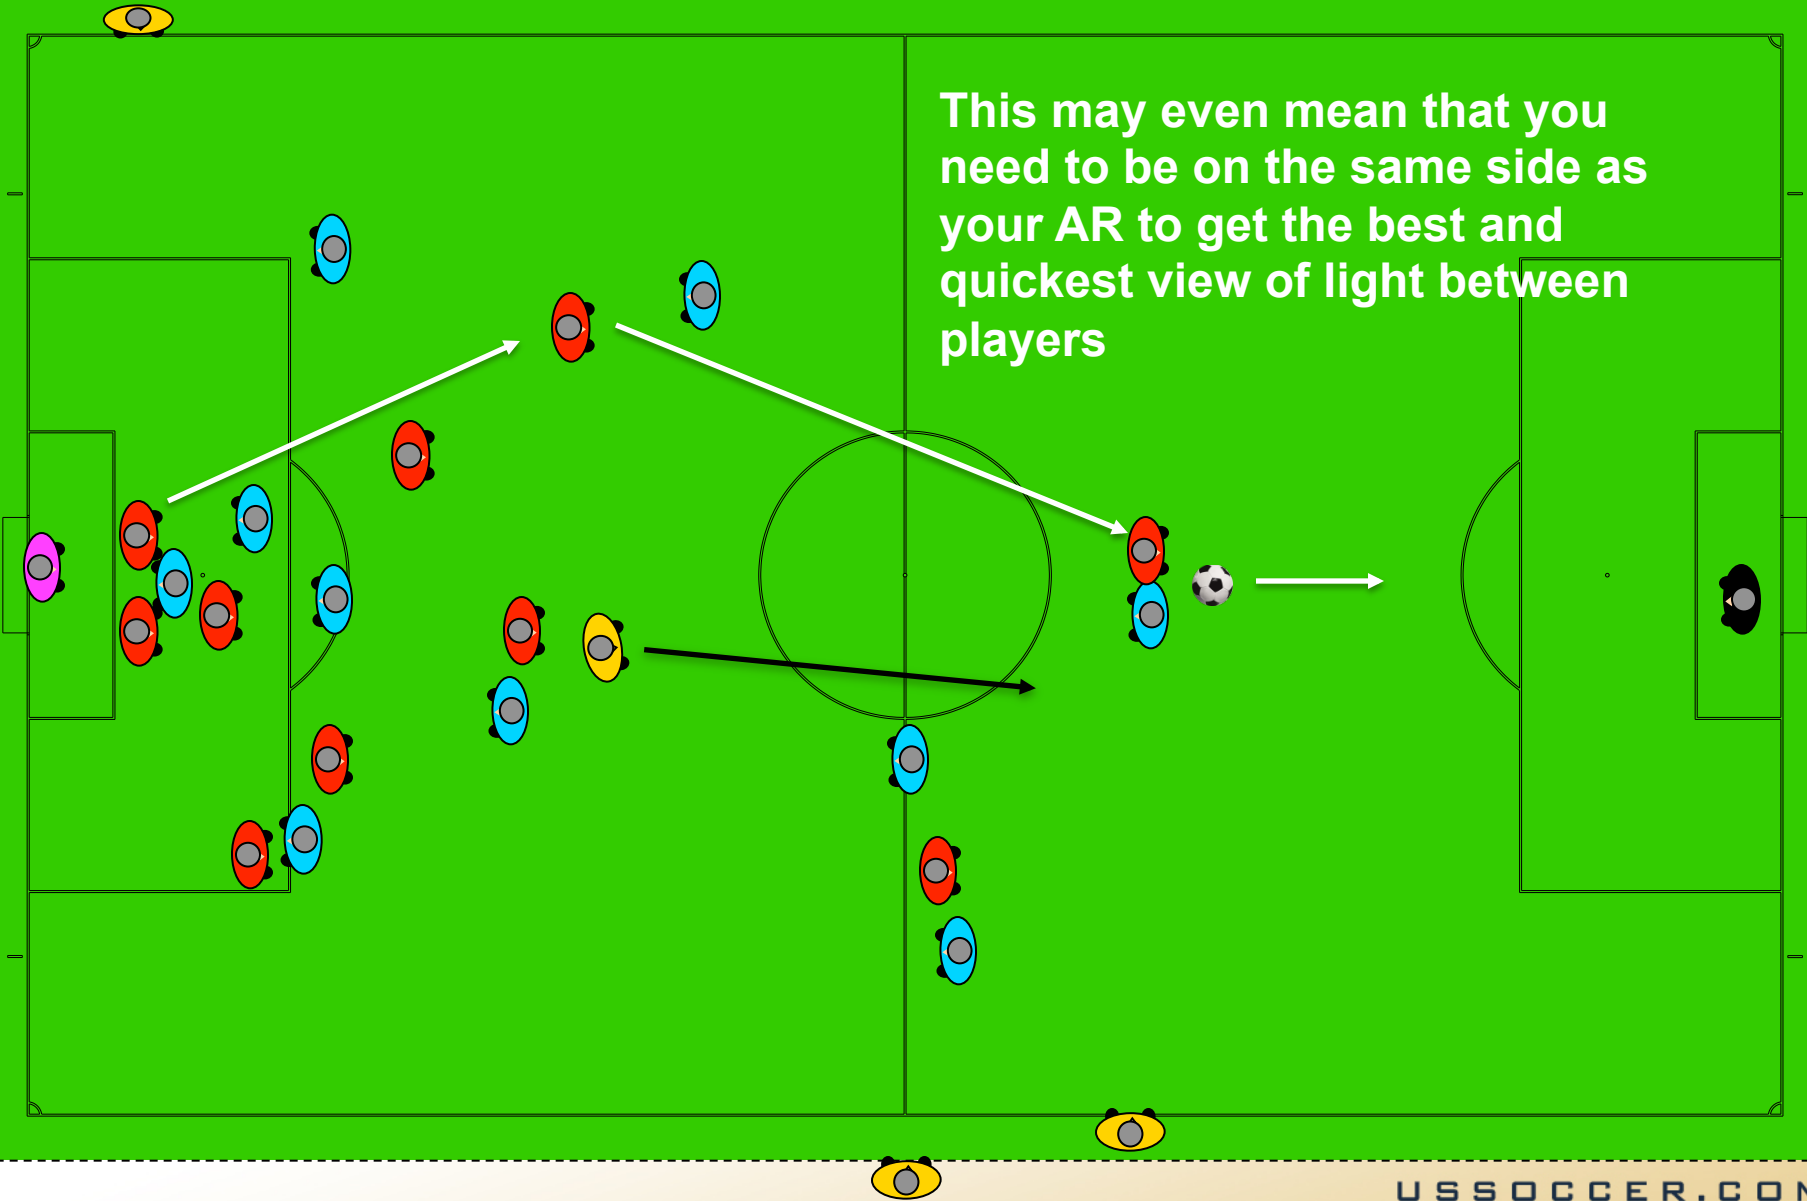 This may even mean that you
need to be on the same side as
your AR to get the best and
quickest view of light between
players
USSOCCER.COM